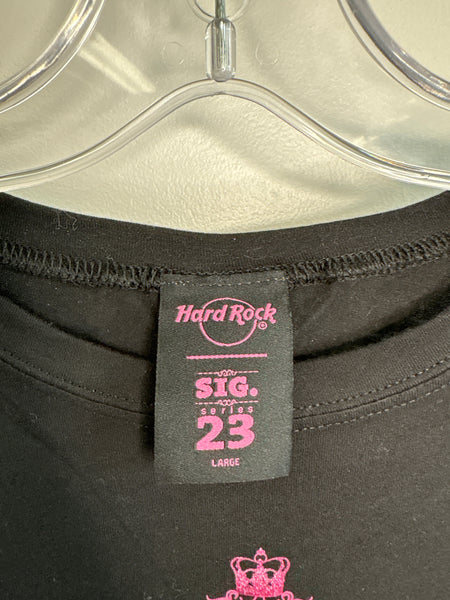 Hard Rock
SIG.
series
23
LARGE